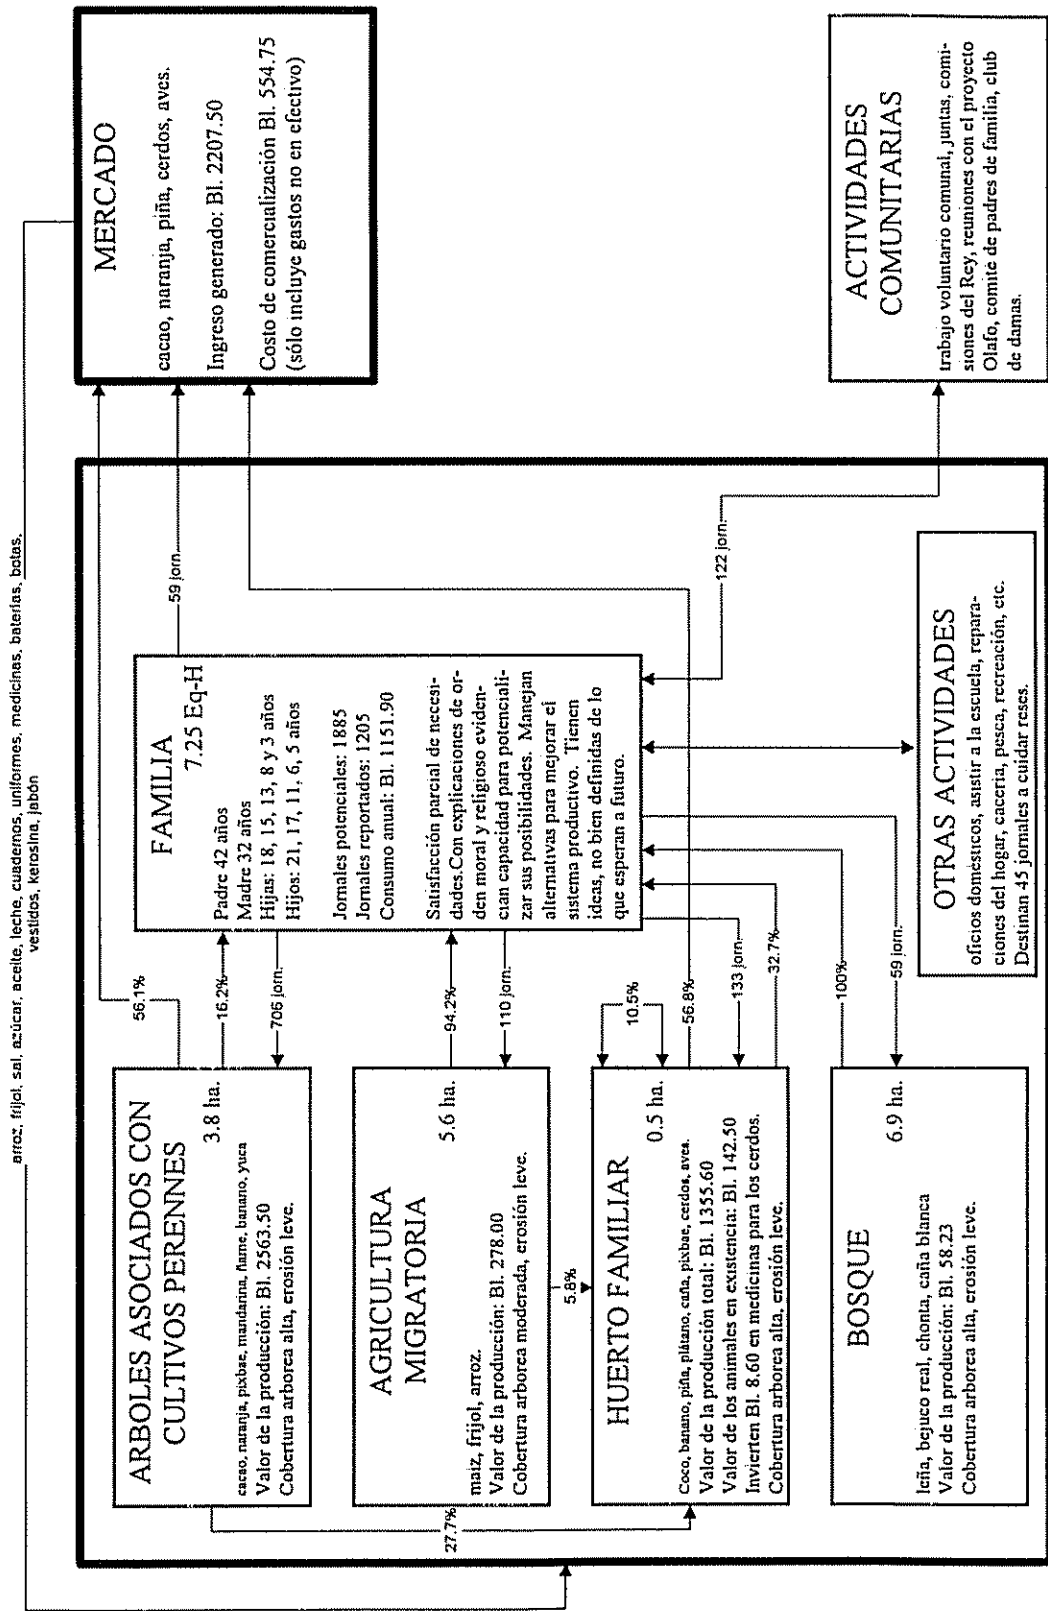 arroz, frijol, sal, azúcar, aceite, leche, cuadernos, uniformes, medicinas, baterías, botas,
vestidos, kerosina, jabón
ARBOLES ASOCIADOS CON
CULTIVOS PERENNES
3.8 ha.
cacao, naranja, pixbae, mandarina, ñame, banano, yuca
Valor de la producción: Bl. 2563.50
Cobertura arborea alta, erosión leve.
56.1%
16.2%
706 jorn.
27.7%
AGRICULTURA
MIGRATORIA
5.6 ha.
maíz, frijol, arroz.
Valor de la producción: Bl. 278.00
Cobertura arborea moderada, erosión leve.
94.2%
110 jorn.
5.8%
HUERTO FAMILIAR
0.5 ha.
Coco, banano, piña, plátano, caña, pixbae, cerdos, aves.
Valor de la producción total: Bl. 1355.60
Valor de los animales en existencia: Bl. 142.50
Invierten Bl. 8.60 en medicinas para los cerdos.
Cobertura arborea alta, erosión leve.
10.5%
56.8%
133 jorn.
32.7%
BOSQUE
6.9 ha.
leña, bejuco real, chonta, caña blanca
Valor de la producción: Bl. 58.23
Cobertura arborea alta, erosión leve.
100%
59 jorn.
FAMILIA
7.25 Eq-H
Padre 42 años
Madre 32 años
Hijas: 18, 15, 13, 8 y 3 años
Hijos: 21, 17, 11, 6, 5 años
Jornales potenciales: 1885
Jornales reportados: 1205
Consumo anual: Bl. 1151.90
Satisfacción parcial de necesi-
dades.Con explicaciones de or-
den moral y religioso eviden-
cian capacidad para potenciali-
zar sus posibilidades. Manejan
alternativas para mejorar el
sistema productivo. Tienen
ideas, no bien definidas de lo
que esperan a futuro.
59 jorn.
122 jorn.
OTRAS ACTIVIDADES
oficios domésticos, asistir a la escuela, repara-
ciones del hogar, cacería, pesca, recreación, etc.
Destinan 45 jornales a cuidar reses.
MERCADO
cacao, naranja, piña, cerdos, aves.
Ingreso generado: Bl. 2207.50
Costo de comercialización Bl. 554.75
(sólo incluye gastos no en efectivo)
ACTIVIDADES
COMUNITARIAS
trabajo voluntario comunal, juntas, comi-
siones del Rey, reuniones con el proyecto
Olafo, comité de padres de familia, club
de damas.